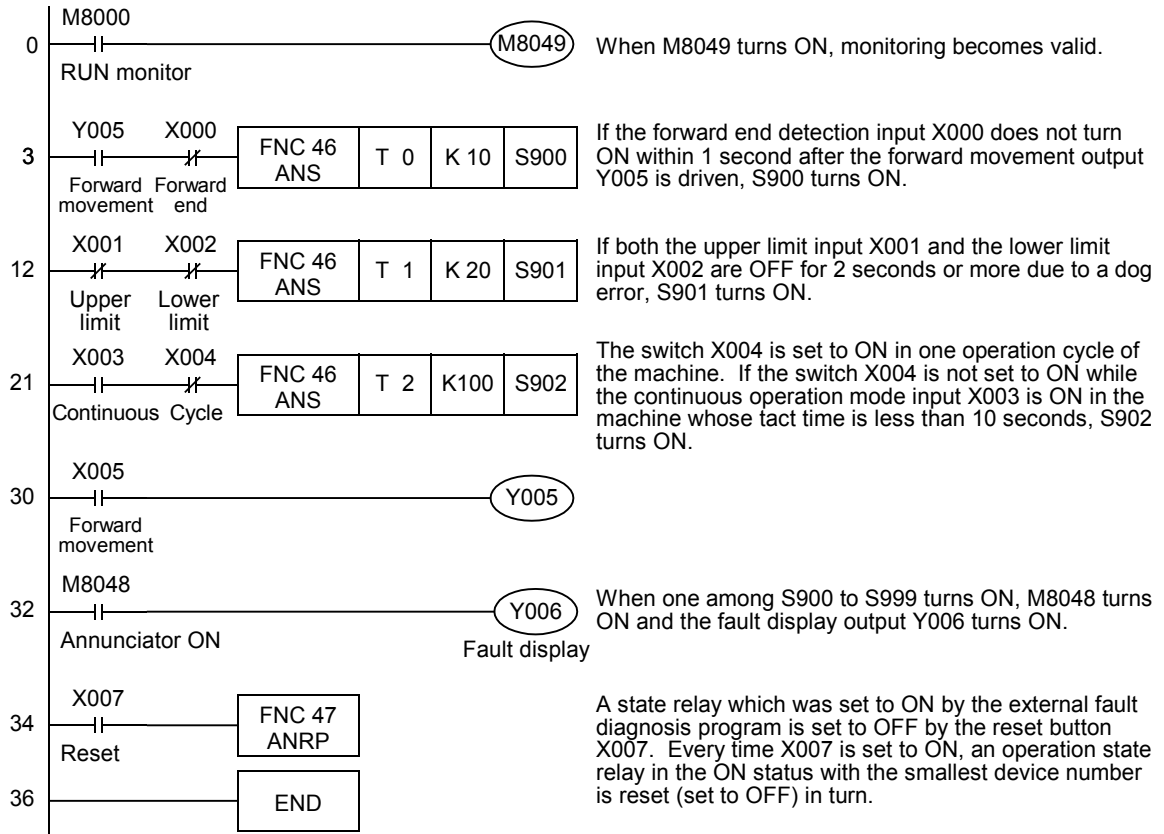 M8000
0
M8049
When M8049 turns ON, monitoring becomes valid.
RUN monitor
Y005 X000
3
FNC 46
ANS
T 0
K 10
S900
Forward Forward
movement end
If the forward end detection input X000 does not turn
ON within 1 second after the forward movement output
Y005 is driven, S900 turns ON.
X001 X002
12
FNC 46
ANS
T 1
K 20
S901
Upper Lower
limit limit
If both the upper limit input X001 and the lower limit
input X002 are OFF for 2 seconds or more due to a dog
error, S901 turns ON.
X003 X004
21
FNC 46
ANS
T 2
K100
S902
Continuous Cycle
The switch X004 is set to ON in one operation cycle of
the machine. If the switch X004 is not set to ON while
the continuous operation mode input X003 is ON in the
machine whose tact time is less than 10 seconds, S902
turns ON.
X005
30
Y005
Forward
movement
M8048
32
Y006
Annunciator ON
Fault display
When one among S900 to S999 turns ON, M8048 turns
ON and the fault display output Y006 turns ON.
X007
34
FNC 47
ANRP
Reset
A state relay which was set to ON by the external fault
diagnosis program is set to OFF by the reset button
X007. Every time X007 is set to ON, an operation state
relay in the ON status with the smallest device number
is reset (set to OFF) in turn.
36
END